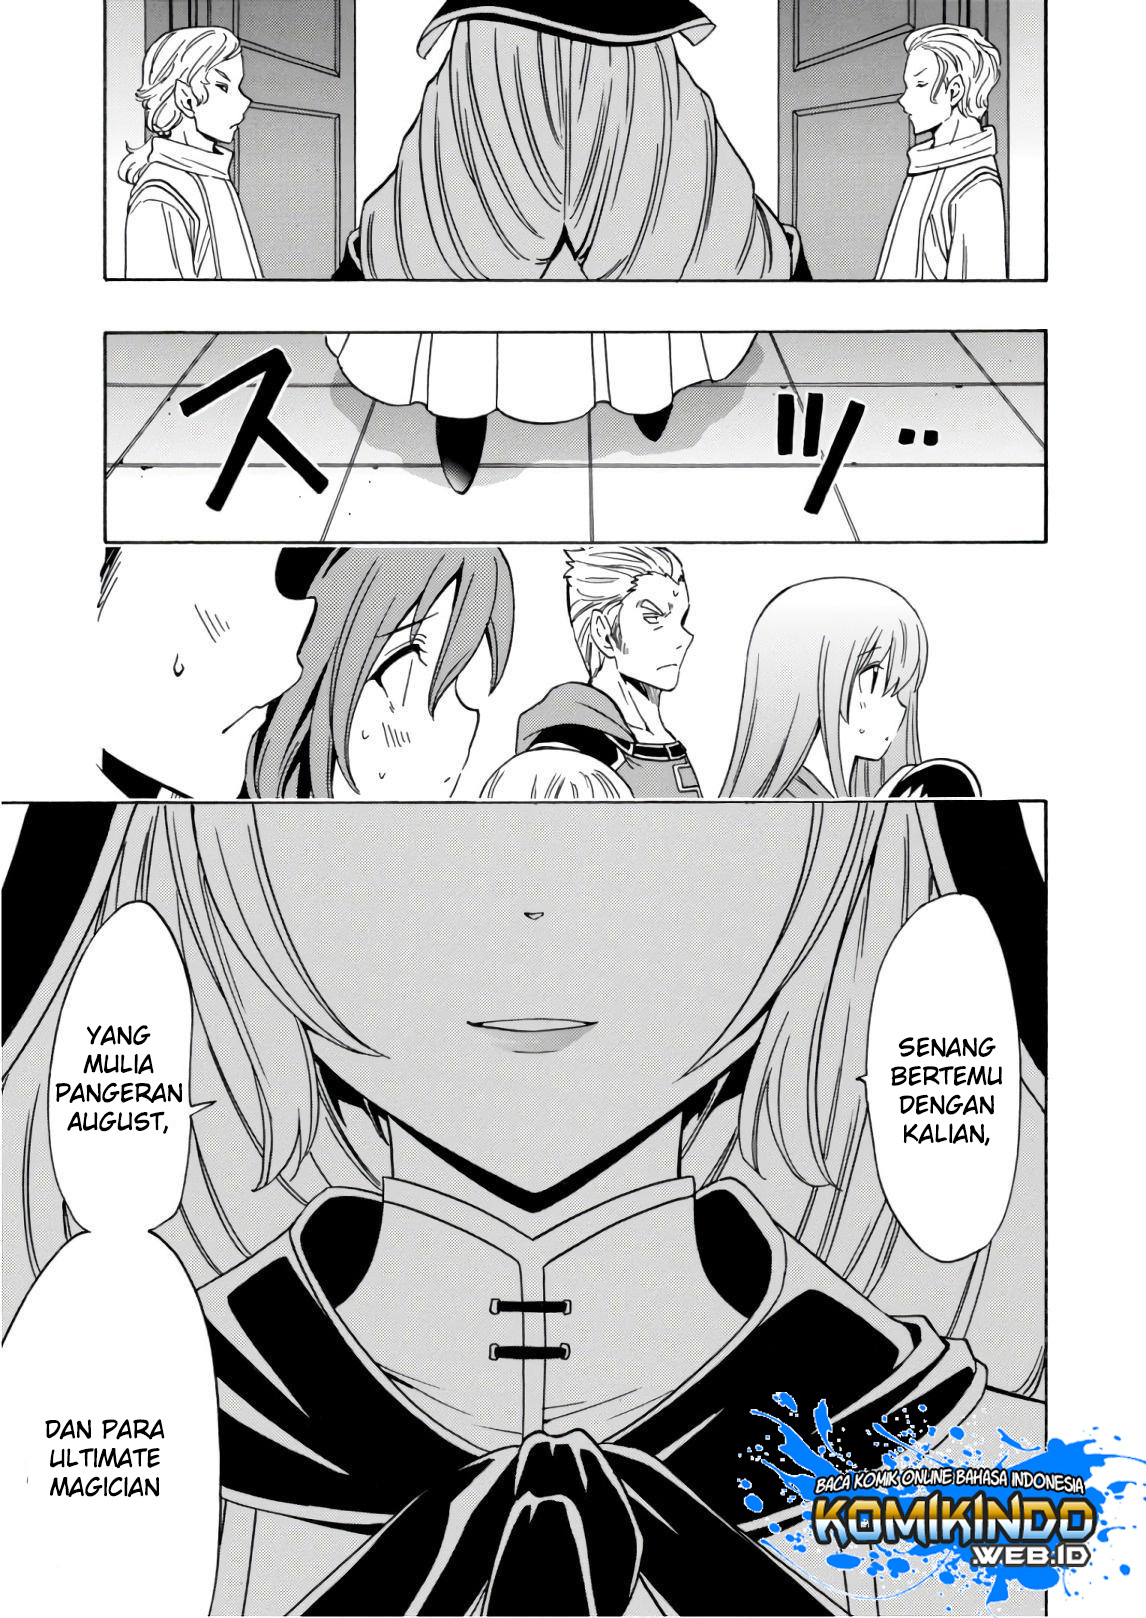 ス
ツ..
SENANG
BERTEMU
DENGAN
KALIAN,
YANG
MULIA
PANGERAN
AUGUST,
DAN PARA
ULTIMATE
MAGICIAN
BACA KOMIK ONLINE BAHASA INDONESIA
KOMIKINDO
.WEB.ID